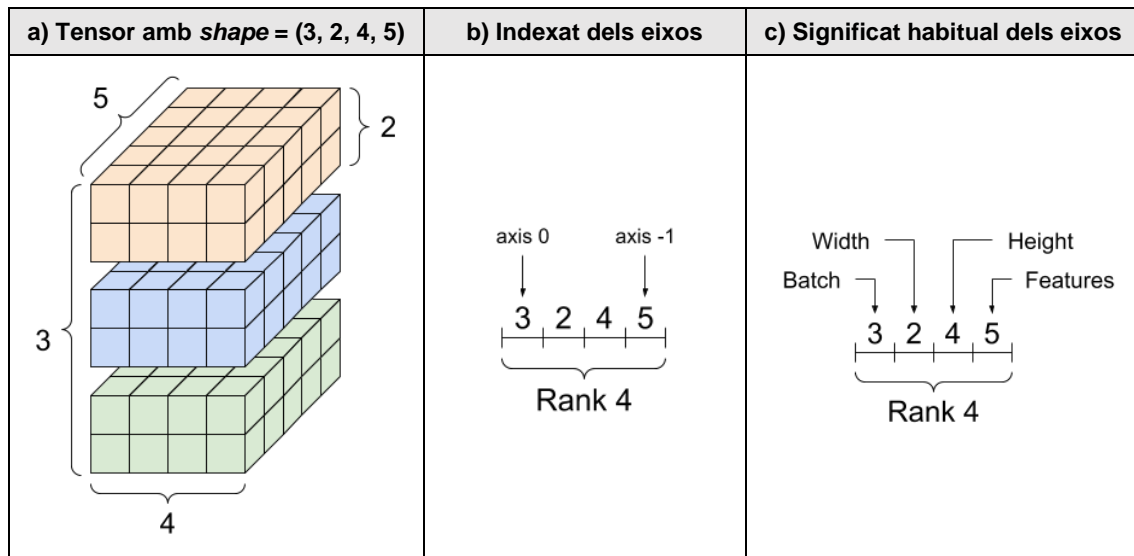 a) Tensor amb shape = (3, 2, 4, 5)
b) Indexat dels eixos
c) Significat habitual dels eixos
5
2
3
4
axis 0
axis -1
3 2 4 5
Rank 4
Width
Height
Batch
Features
3 2 4 5
Rank 4